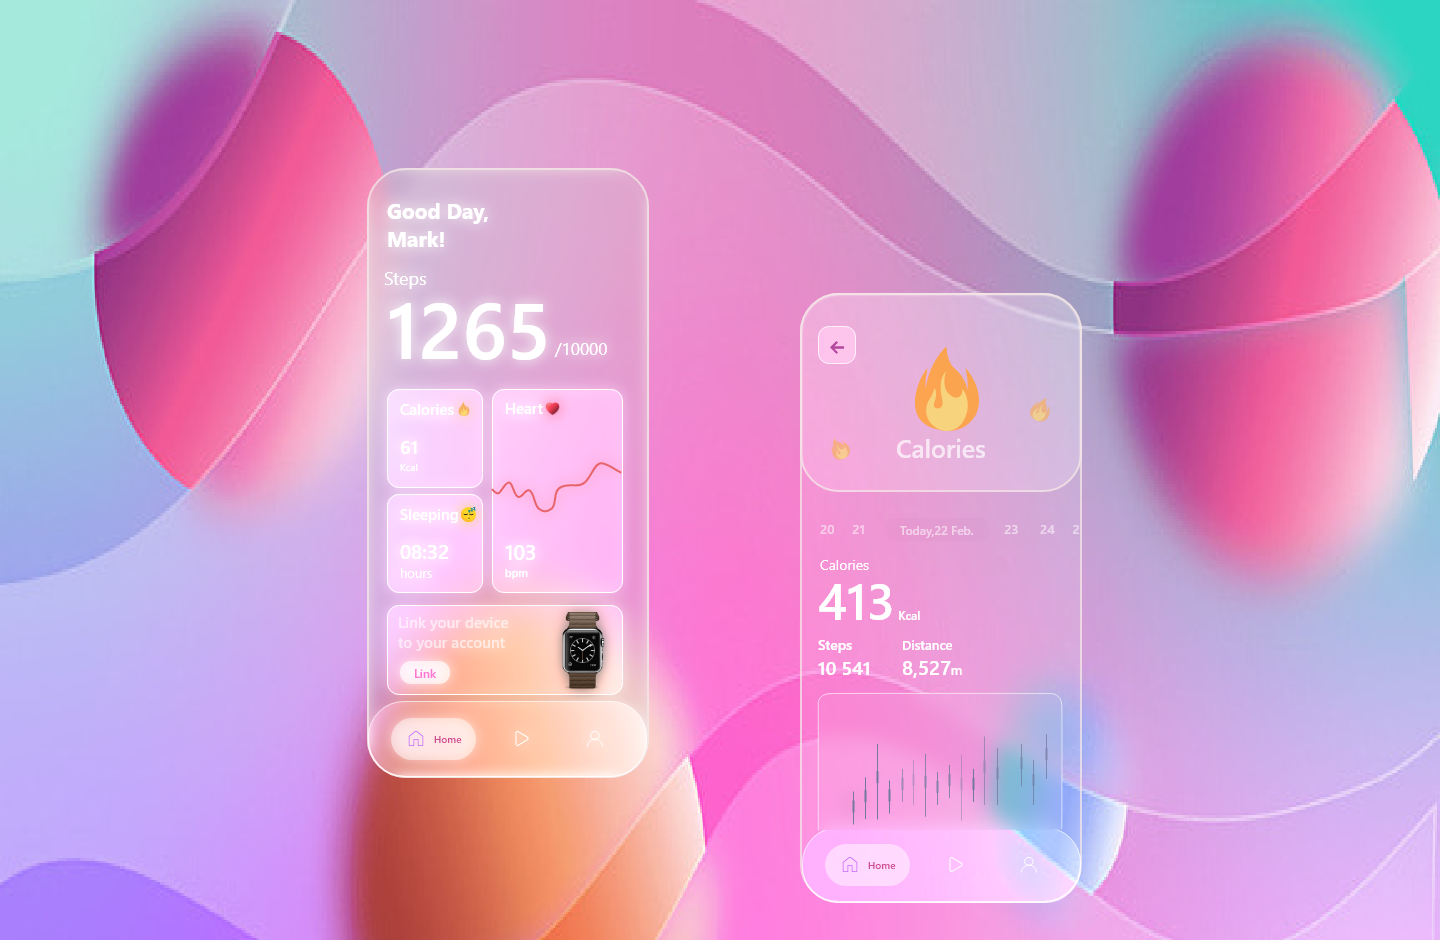 Good Day,
Mark!
Steps
1265 /10000
Calories
61
Kcal
Heart
103
bpm
Sleeping
08:32
hours
Link your device
to your account
Link
Home
Calories
20 21 Today,22 Feb. 23 24 2
Calories
413 Kcal
Steps Distance
10 541 8,527m
Home